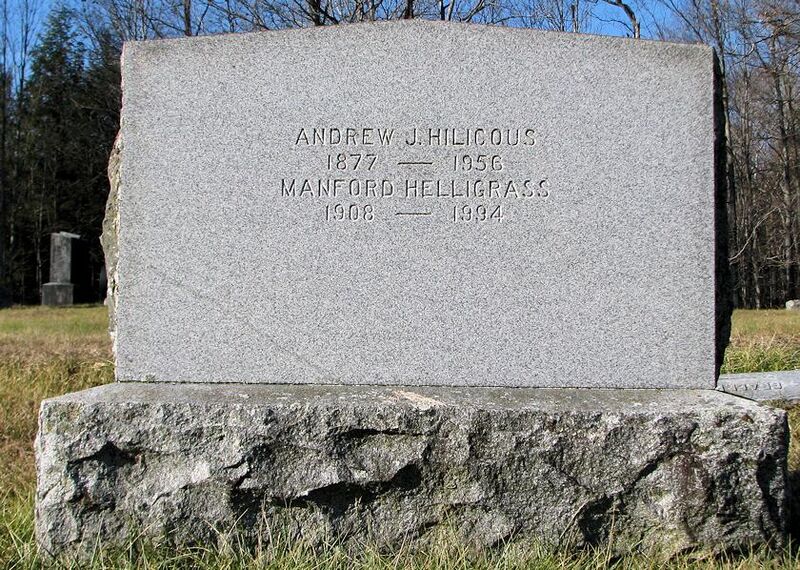 ANDREW J. HILICOUS
1877 — 1956
MANFORD HELLIGRASS
1908 — 1994